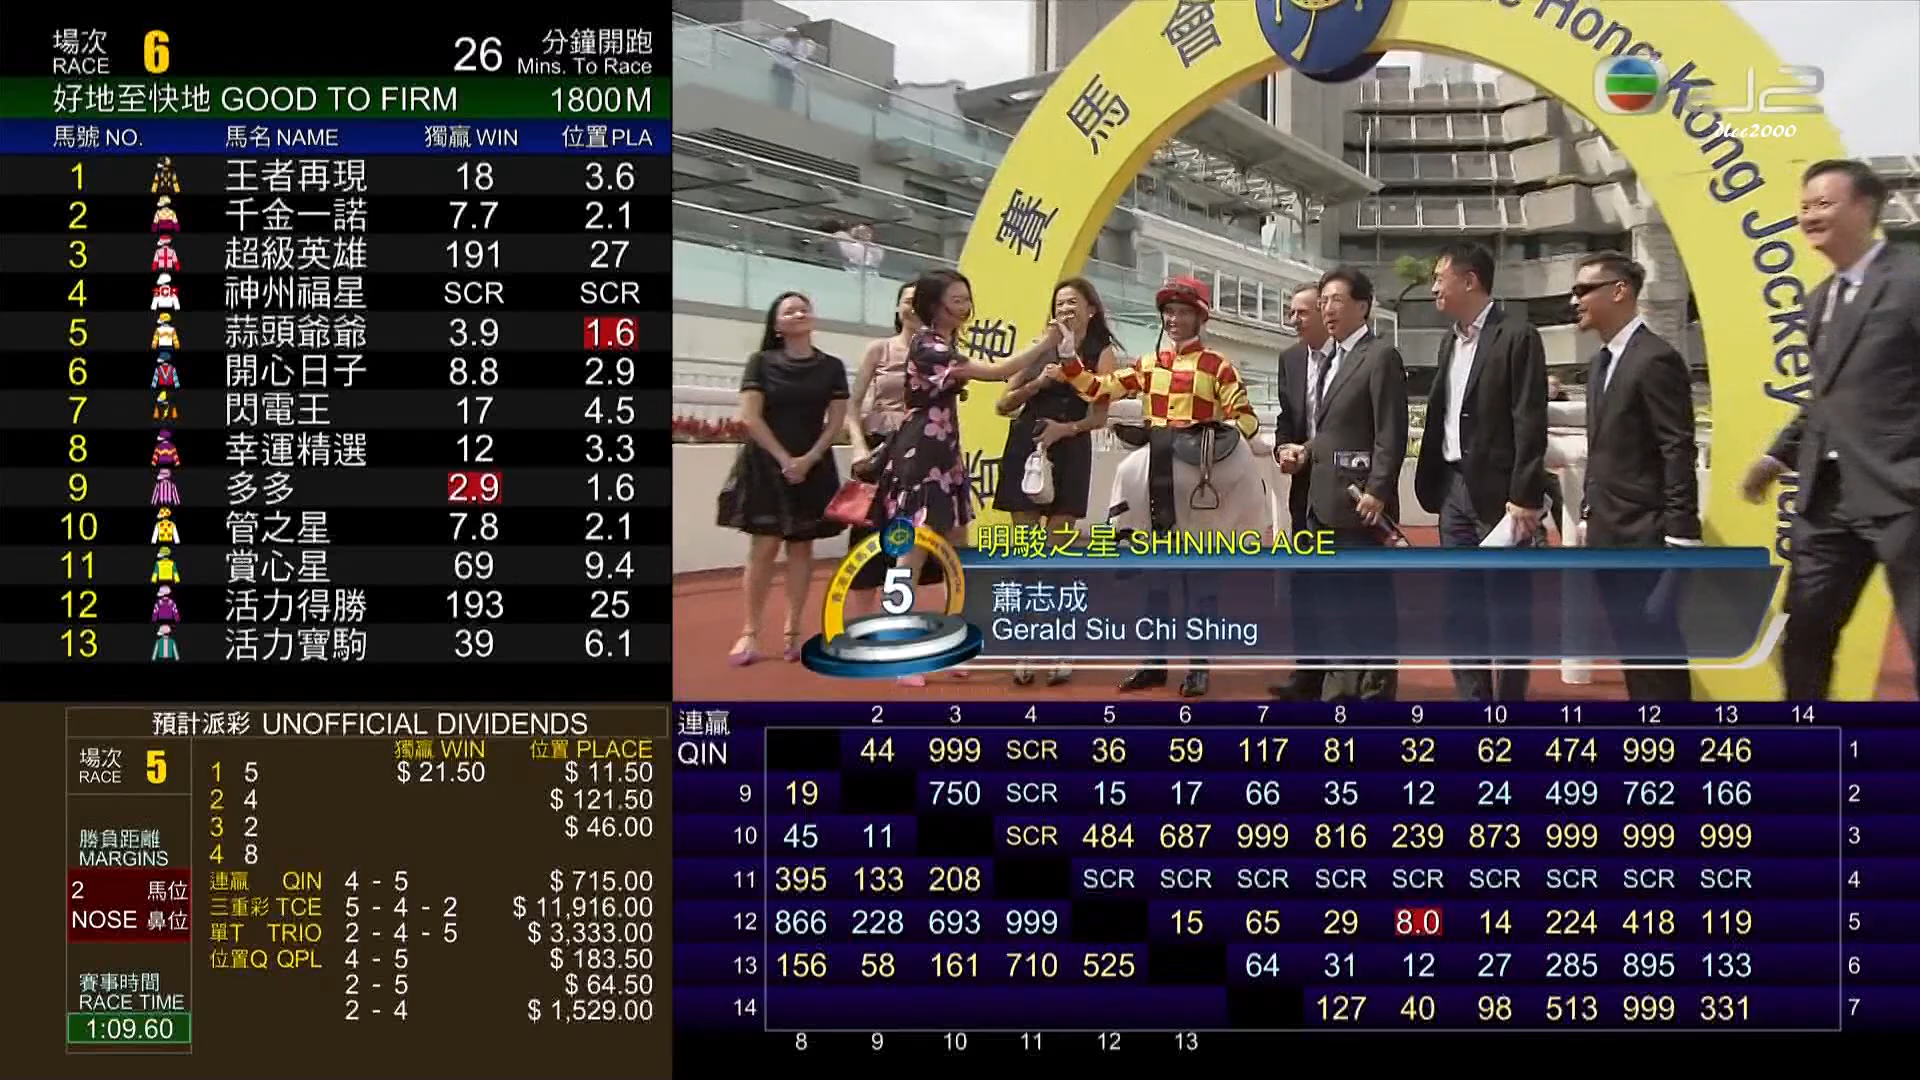 場次 RACE 6 26 分鐘開跑 Mins. To Race
好地至快地 GOOD TO FIRM 1800M
馬號 NO. 馬名 NAME 獨贏 WIN 位置 PLA
1 王者再現 18 3.6
2 千金一諾 7.7 2.1
3 超級英雄 191 27
4 SCR 神州福星 SCR SCR
5 蒜頭爺爺 3.9 1.6
6 開心日子 8.8 2.9
7 閃電王 17 4.5
8 幸運精選 12 3.3
9 多多 2.9 1.6
10 管之星 7.8 2.1
11 賞心星 69 9.4
12 活力得勝 193 25
13 活力寶駒 39 6.1
香港賽馬會
Hong Kong Jockey
J2
5
明駿之星 SHINING ACE
蕭志成
Gerald Siu Chi Shing
預計派彩 UNOFFICIAL DIVIDENDS
場次 RACE 5
獨贏 WIN 位置 PLACE
1 5 $ 21.50 $ 11.50
2 4 $ 121.50
3 2 $ 46.00
4 8
勝負距離
MARGINS
2 馬位
NOSE 鼻位
連贏 QIN 4 - 5 $ 715.00
三重彩 TCE 5 - 4 - 2 $ 11,916.00
單T TRIO 2 - 4 - 5 $ 3,333.00
位置Q QPL 4 - 5 $ 183.50
2 - 5 $ 64.50
2 - 4 $ 1,529.00
賽事時間
RACE TIME
1:09.60
連贏 QIN
2 3 4 5 6 7 8 9 10 11 12 13 14
44 999 SCR 36 59 117 81 32 62 474 999 246 1
9 19 750 SCR 15 17 66 35 12 24 499 762 166 2
10 45 11 SCR 484 687 999 816 239 873 999 999 999 3
11 395 133 208 SCR SCR SCR SCR SCR SCR SCR SCR SCR 4
12 866 228 693 999 15 65 29 8.0 14 224 418 119 5
13 156 58 161 710 525 64 31 12 27 285 895 133 6
14 127 40 98 513 999 331 7
8 9 10 11 12 13